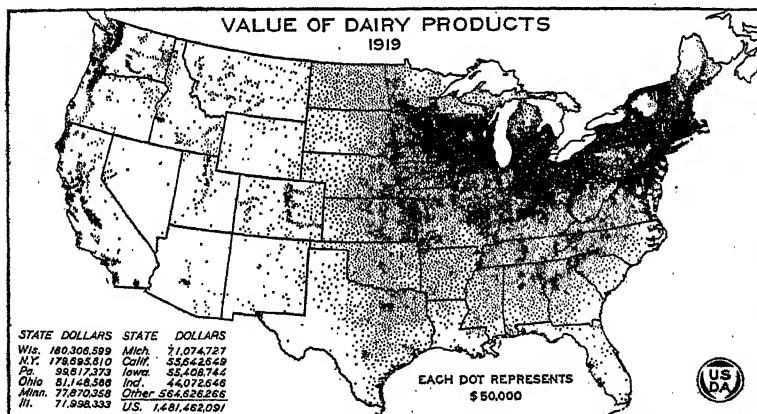 VALUE OF DAIRY PRODUCTS
1919
STATE DOLLARS STATE DOLLARS
Wis. 180,306,599 Mich. 71,074,727
N.Y. 179,695,810 Calif. 55,642,649
Pa. 99,617,373 Iowa. 55,408,744
Ohio 81,148,586 Ind. 44,072,646
Minn. 77,870,358 Other 564,626,266
Ill. 71,998,333 U.S. 1,481,462,091
EACH DOT REPRESENTS
$50,000
US
DA